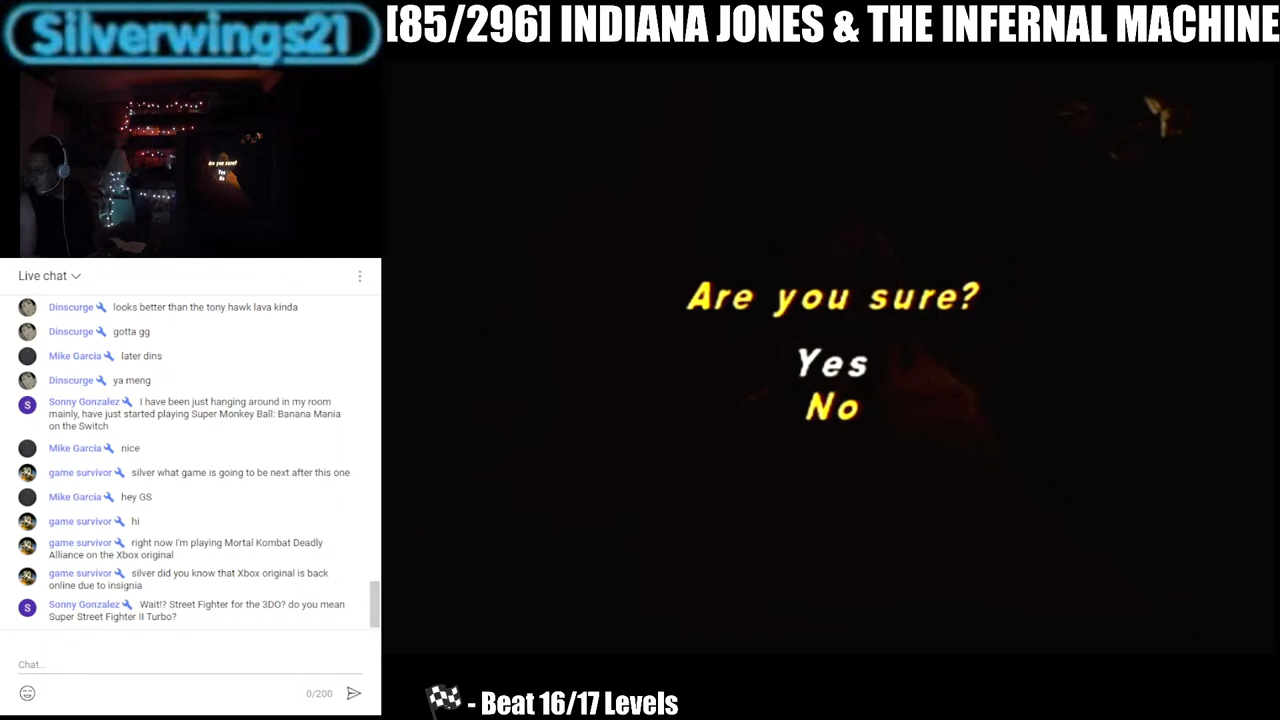 Silverwings21
[85/296] INDIANA JONES & THE INFERNAL MACHINE
Are you sure?
Yes
No
Live chat
Dinscurge looks better than the tony hawk lava kinda
Dinscurge gotta gg
Mike Garcia later dins
Dinscurge ya meng
Sonny Gonzalez I have been just hanging around in my room
mainly, have just started playing Super Monkey Ball: Banana Mania
on the Switch
Mike Garcia nice
game survivor silver what game is going to be next after this one
Mike Garcia hey GS
game survivor hi
game survivor right now I'm playing Mortal Kombat Deadly
Alliance on the Xbox original
game survivor silver did you know that Xbox original is back
online due to insignia
Sonny Gonzalez Wait!? Street Fighter for the 3DO? do you mean
Super Street Fighter II Turbo?
Chat...
0/200
Are you sure?
Yes
No
- Beat 16/17 Levels